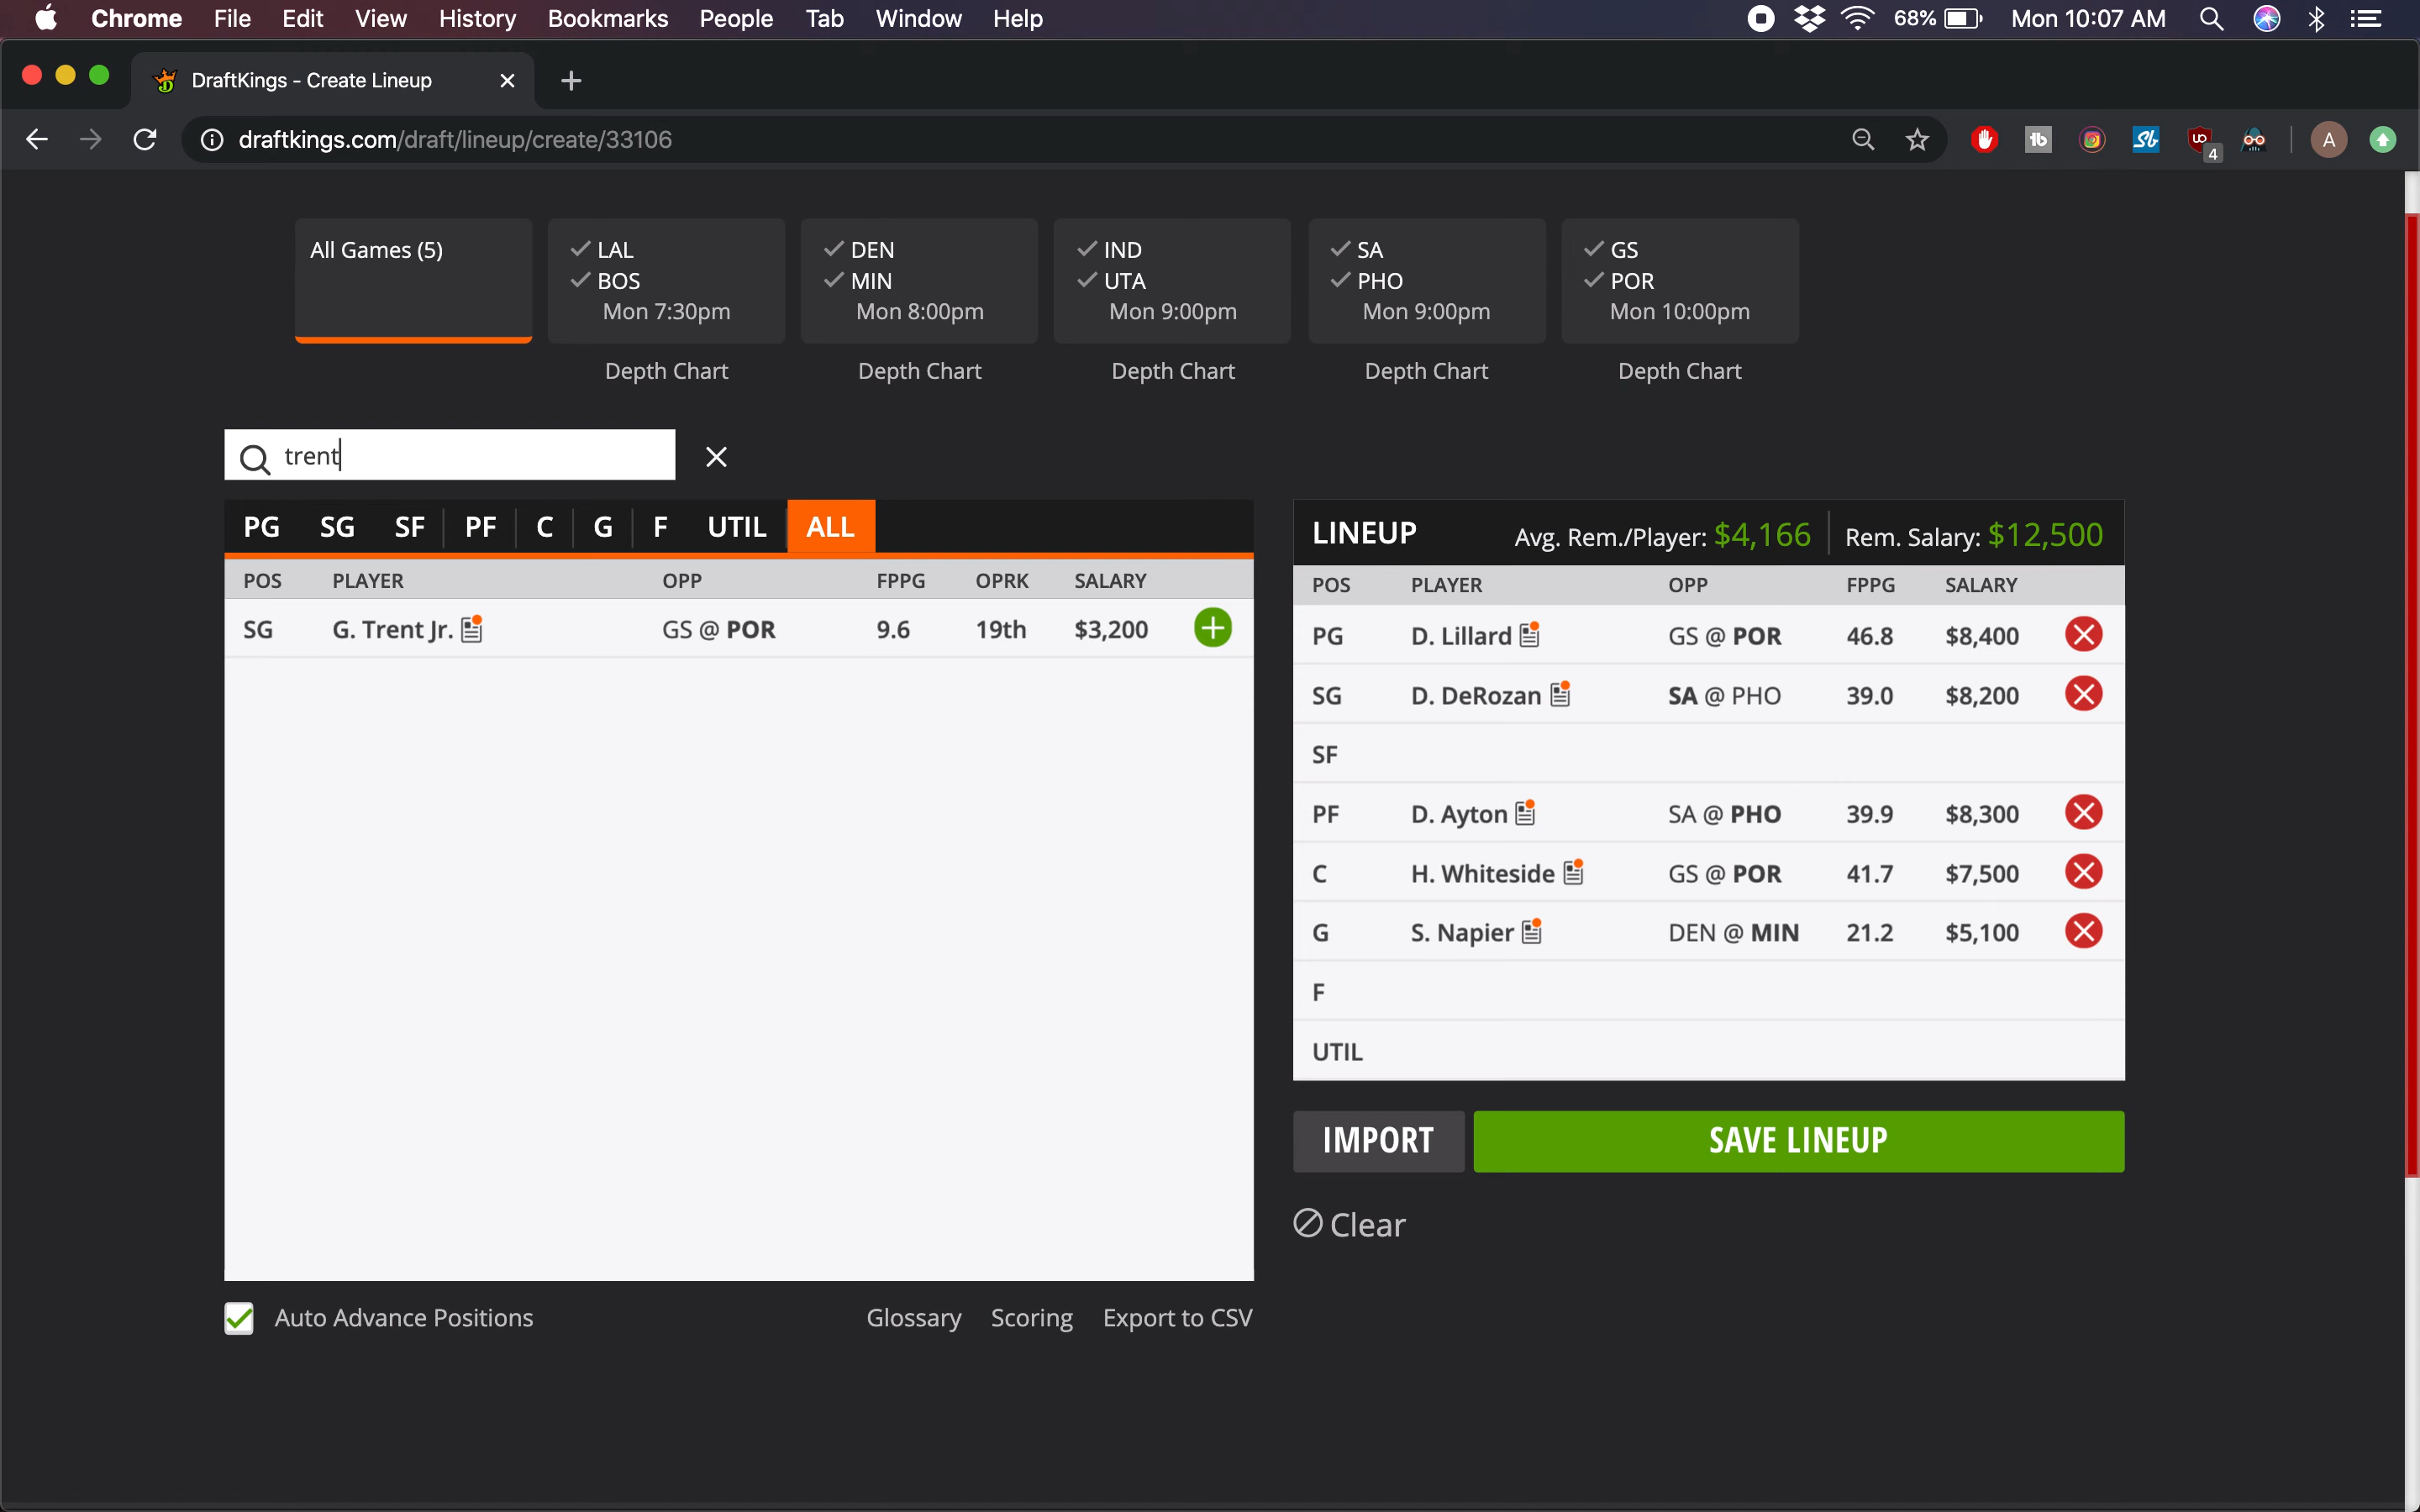 Chrome File Edit View History Bookmarks People Tab Window Help 68% Mon 10:07 AM
DraftKings - Create Lineup
draftkings.com/draft/lineup/create/33106
4
A
All Games (5)
LAL
BOS
Mon 7:30pm
DEN
MIN
Mon 8:00pm
IND
UTA
Mon 9:00pm
SA
PHO
Mon 9:00pm
GS
POR
Mon 10:00pm
Depth Chart Depth Chart Depth Chart Depth Chart Depth Chart
trent
PG SG SF PF C G F UTIL ALL
POS PLAYER OPP FPPG OPRK SALARY
SG G. Trent Jr. GS @ POR 9.6 19th $3,200
LINEUP Avg. Rem./Player: $4,166 Rem. Salary: $12,500
POS PLAYER OPP FPPG SALARY
PG D. Lillard GS @ POR 46.8 $8,400
SG D. DeRozan SA @ PHO 39.0 $8,200
SF
PF D. Ayton SA @ PHO 39.9 $8,300
C H. Whiteside GS @ POR 41.7 $7,500
G S. Napier DEN @ MIN 21.2 $5,100
F
UTIL
IMPORT SAVE LINEUP
Clear
Auto Advance Positions Glossary Scoring Export to CSV